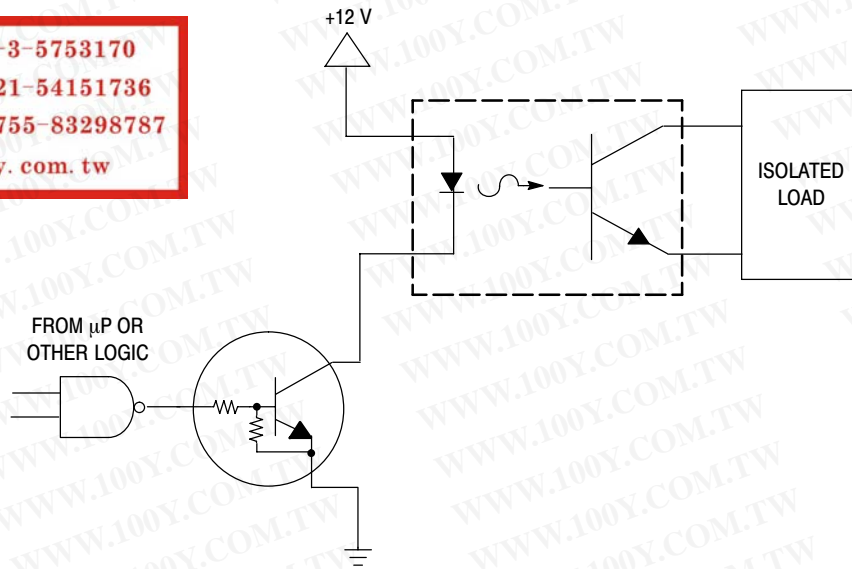 +12 V
-3-5753170
21-54151736
755-83298787
y. com. tw
ISOLATED
LOAD
FROM μP OR
OTHER LOGIC
WWW.100Y.COM.TW